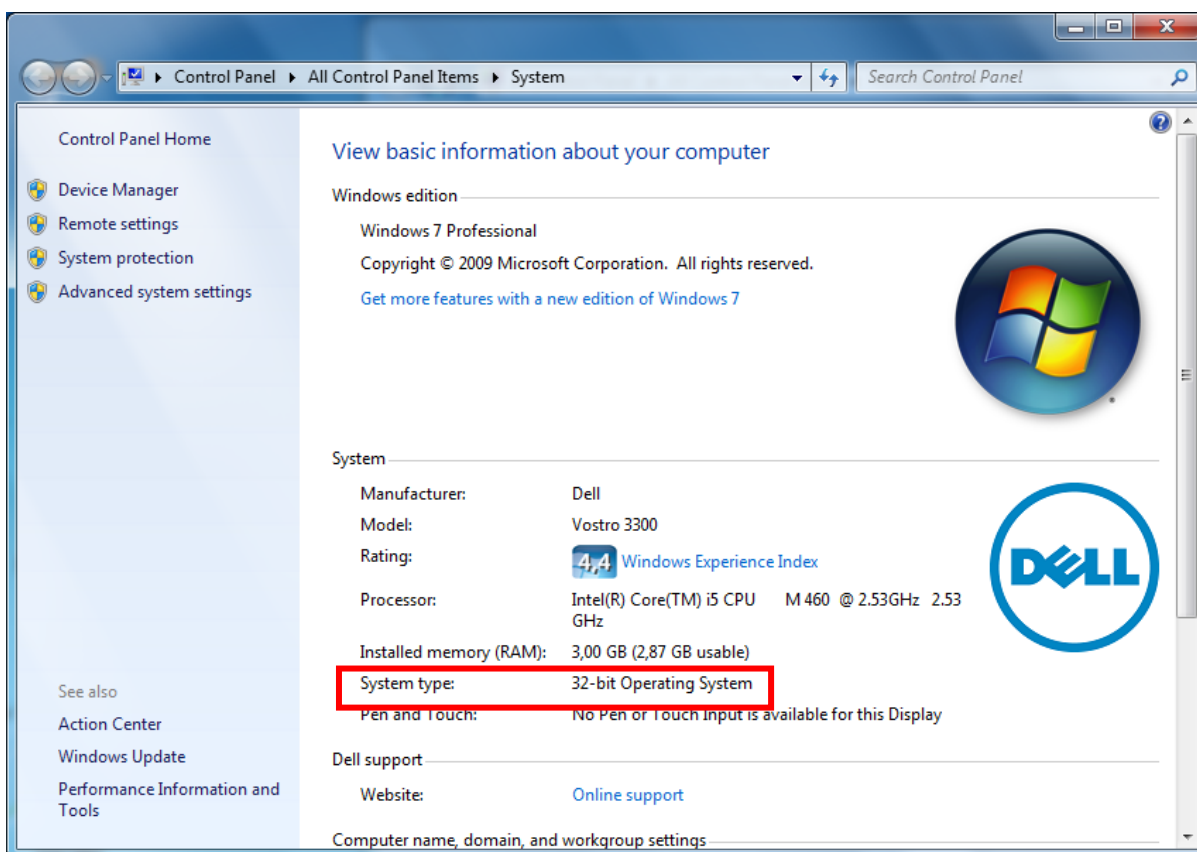 Control Panel ▸ All Control Panel Items ▸ System
Search Control Panel
Control Panel Home
Device Manager
Remote settings
System protection
Advanced system settings
See also
Action Center
Windows Update
Performance Information and
Tools
View basic information about your computer
Windows edition
Windows 7 Professional
Copyright © 2009 Microsoft Corporation. All rights reserved.
Get more features with a new edition of Windows 7
System
Manufacturer: Dell
Model: Vostro 3300
Rating: 4,4 Windows Experience Index
Processor: Intel(R) Core(TM) i5 CPU M 460 @ 2.53GHz 2.53
GHz
Installed memory (RAM): 3,00 GB (2,87 GB usable)
System type: 32-bit Operating System
Pen and Touch: No Pen or Touch Input is available for this Display
DELL
Dell support
Website: Online support
Computer name, domain, and workgroup settings